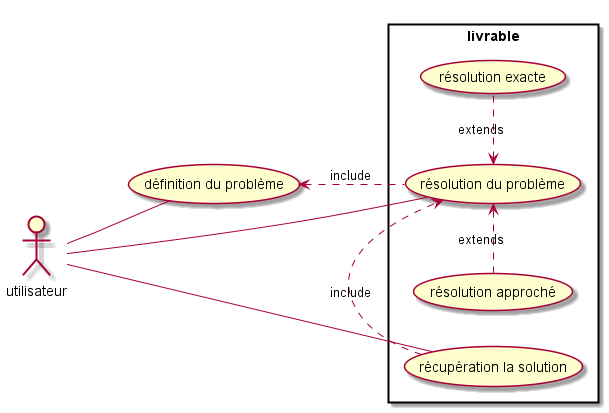 livrable
résolution exacte
extends
définition du problème
include
résolution du problème
extends
utilisateur
résolution approché
include
récupération la solution